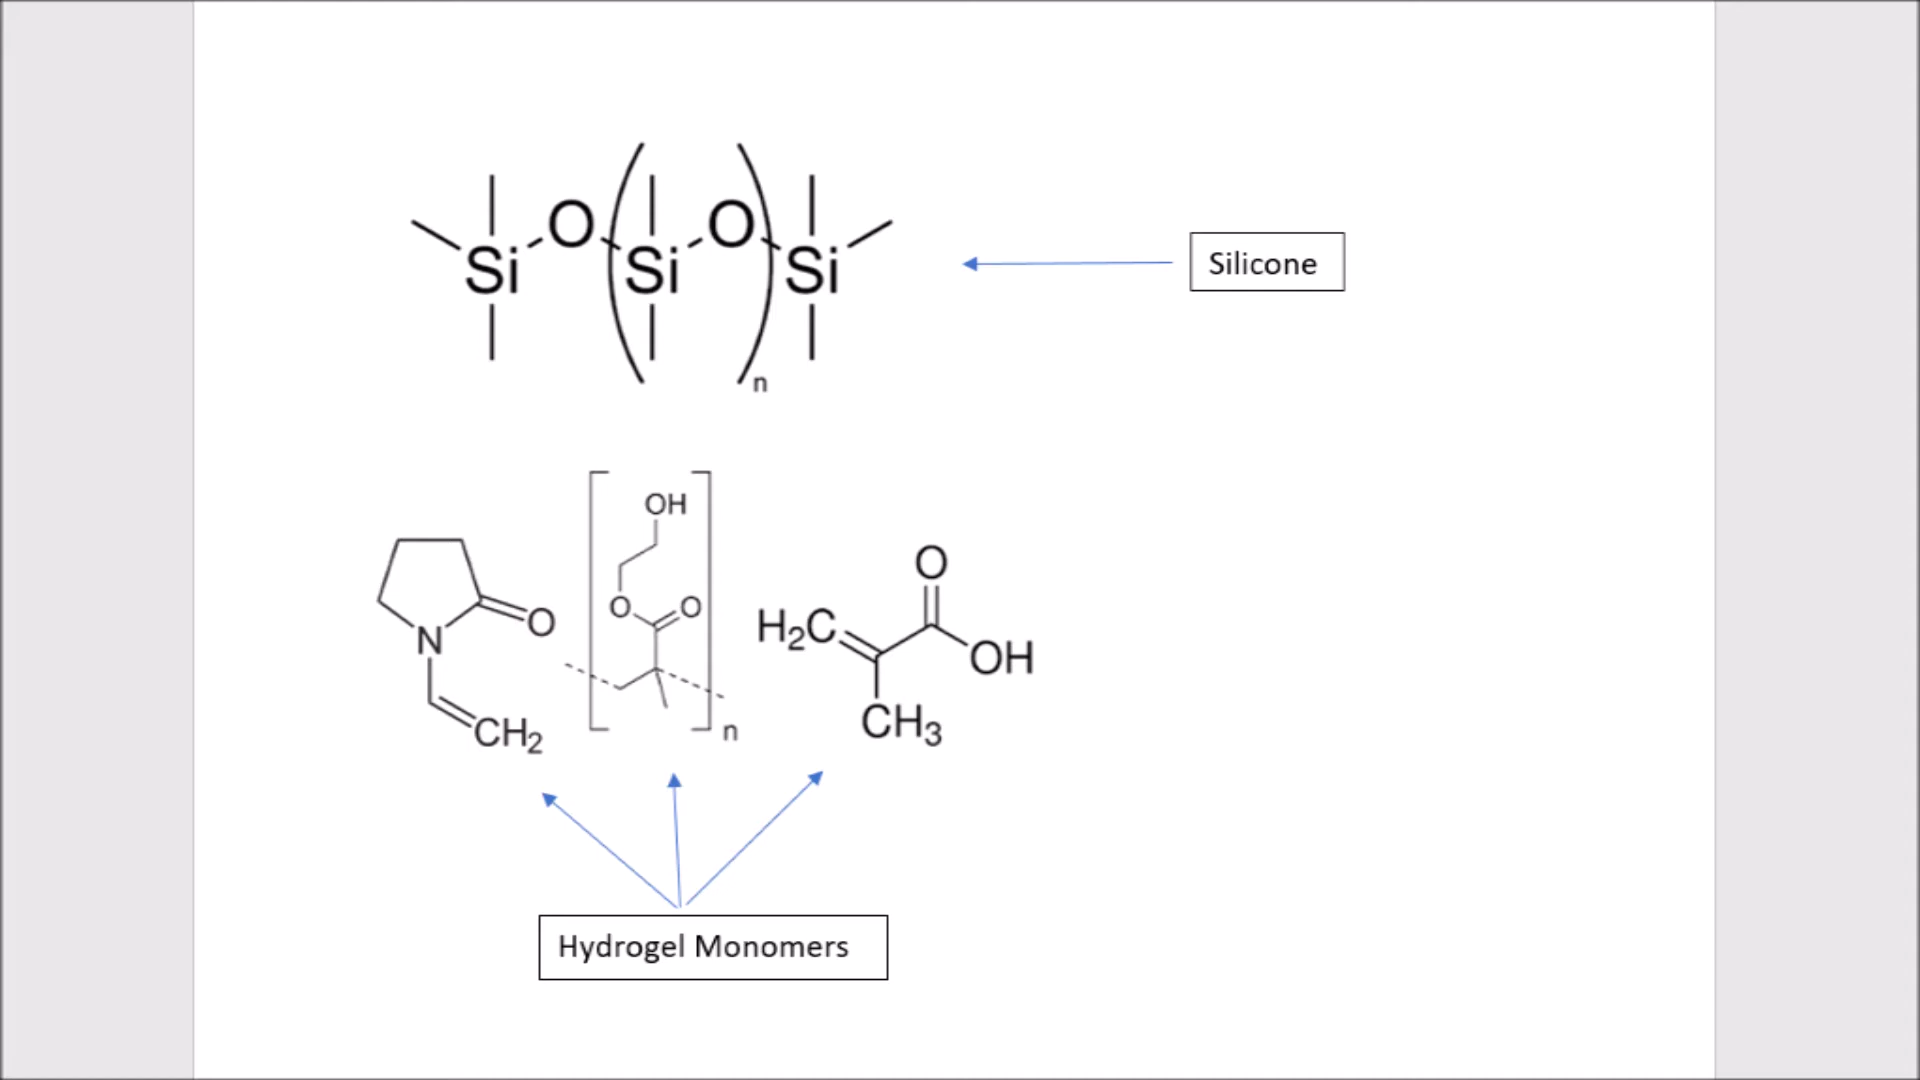 O O
Si Si Si
n
Silicone
OH
O O
n
N O
CH2
O
H2C
OH
CH3
Hydrogel Monomers